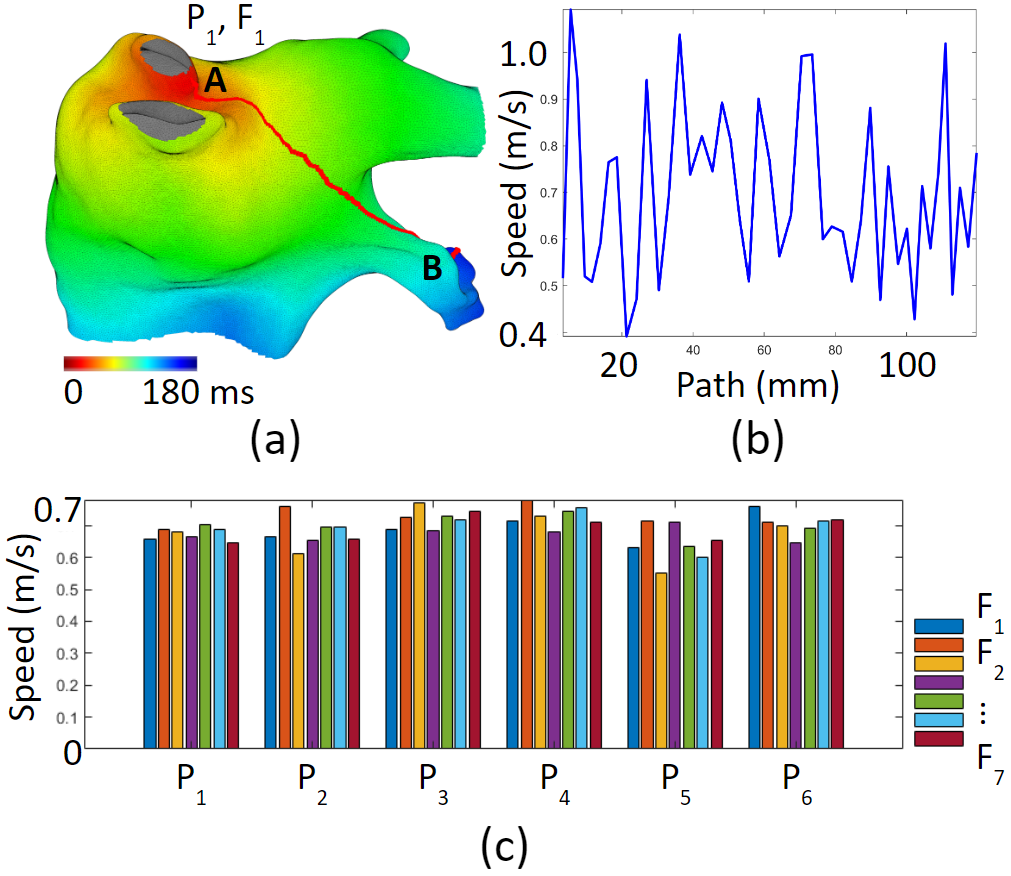 P1, F1
A
B
0 180 ms
(a)
1.0
0.9
0.8
0.7
0.6
0.5
0.4
Speed (m/s)
20 40 60 80 100
Path (mm)
(b)
0.7
0.6
0.5
0.4
0.3
0.2
0.1
0
Speed (m/s)
P1 P2 P3 P4 P5 P6
F1
F2
⋮
F7
(c)